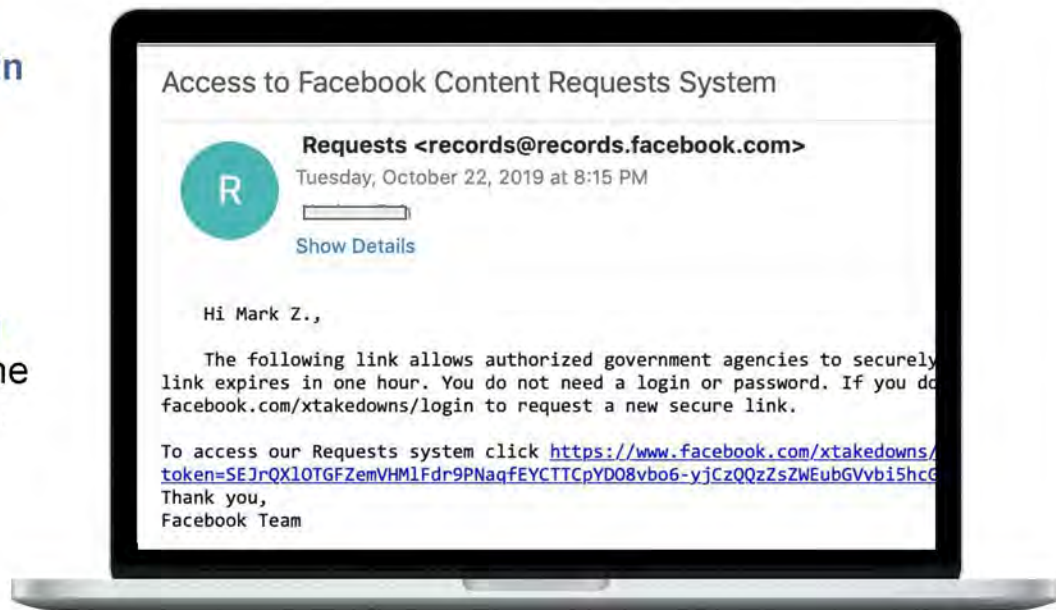 n
Access to Facebook Content Requests System
Requests <records@records.facebook.com>
R
Tuesday, October 22, 2019 at 8:15 PM
Show Details
Hi Mark Z.,
ne
The following link allows authorized government agencies to securely
link expires in one hour. You do not need a login or password. If you do
facebook.com/xtakedowns/login to request a new secure link.
To access our Requests system click https://www.facebook.com/xtakedowns/
token=SEJrQXlOTGFZemVHMlFdr9PNaqfEYCTTCpYDO8vbo6-yjCzQQzZsZWEubGVvbi5hcG
Thank you,
Facebook Team